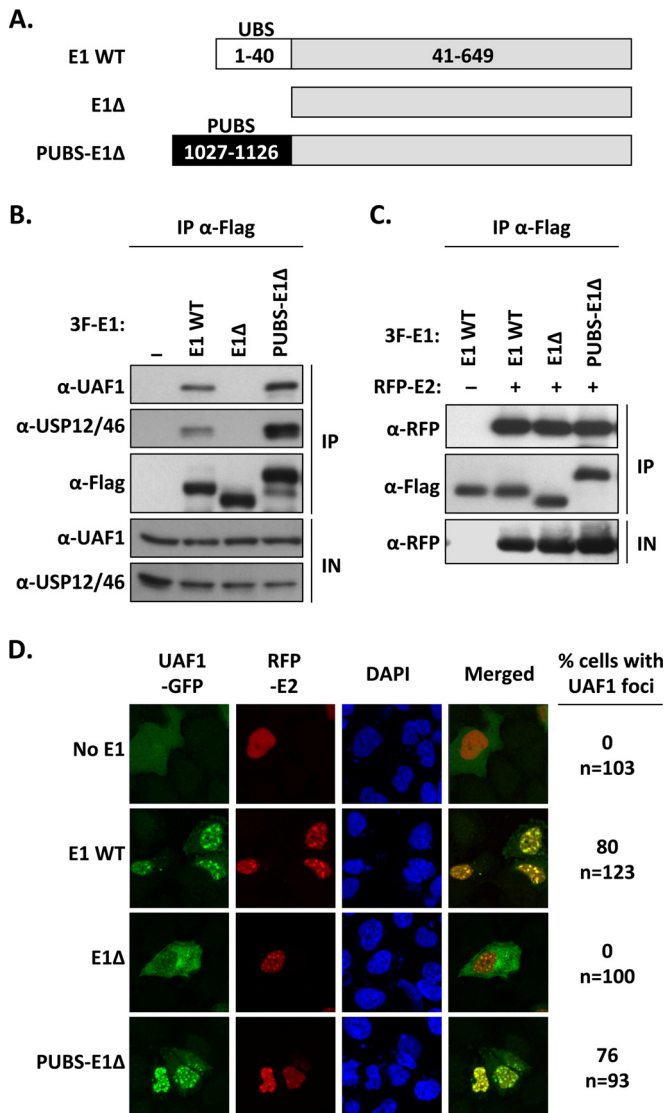 A.
UBS
E1 WT 1-40 41-649
E1Δ
PUBS
PUBS-E1Δ 1027-1126
B.
IP α-Flag
3F-E1: – E1 WT E1Δ PUBS-E1Δ
α-UAF1
α-USP12/46
α-Flag
IP
α-UAF1
α-USP12/46
IN
C.
IP α-Flag
3F-E1: E1 WT E1 WT E1Δ PUBS-E1Δ
RFP-E2: – + + +
α-RFP
α-Flag
IP
α-RFP
IN
D.
UAF1 -GFP RFP -E2 DAPI Merged % cells with UAF1 foci
No E1 0 n=103
E1 WT 80 n=123
E1Δ 0 n=100
PUBS-E1Δ 76 n=93